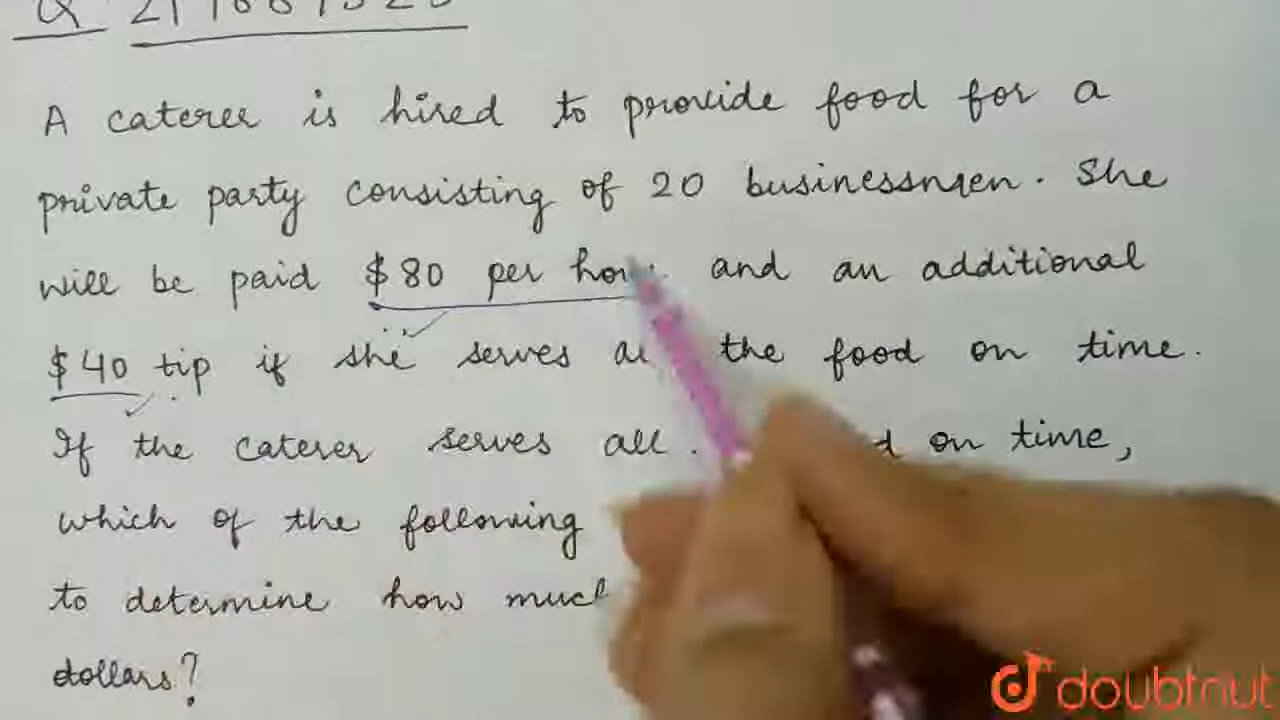 Q
A caterer is hired to provide food for a
private party consisting of 20 businessmen. She
will be paid $80 per and an additional
$40 tip if she serves the food on time.
If the caterer serves all on time,
which of the following
to determine how much
dollars?
doubtnut